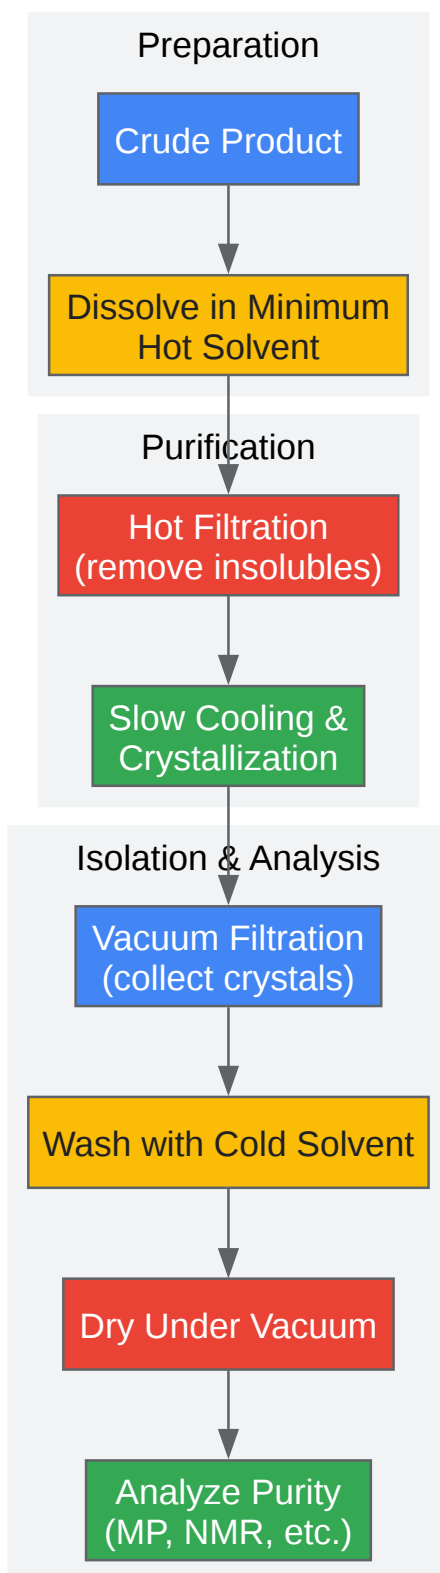 Preparation
Crude Product
Dissolve in Minimum
Hot Solvent
Purification
Hot Filtration
(remove insolubles)
Slow Cooling &
Crystallization
Isolation & Analysis
Vacuum Filtration
(collect crystals)
Wash with Cold Solvent
Dry Under Vacuum
Analyze Purity
(MP, NMR, etc.)